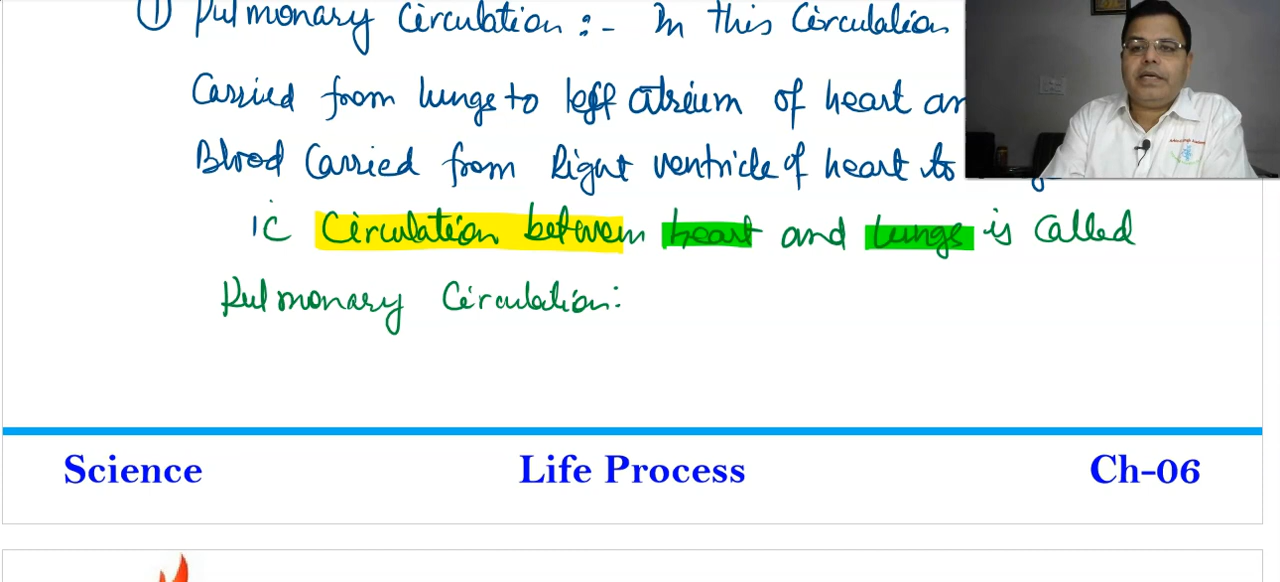 ① Pulmonary Circulation :- In this Circulation
Carried from lungs to left atrium of heart an
Blood Carried from Right ventricle of heart to
ie Circulation between heart and Lungs is Called
Pulmonary Circulation:
Science Life Process Ch-06